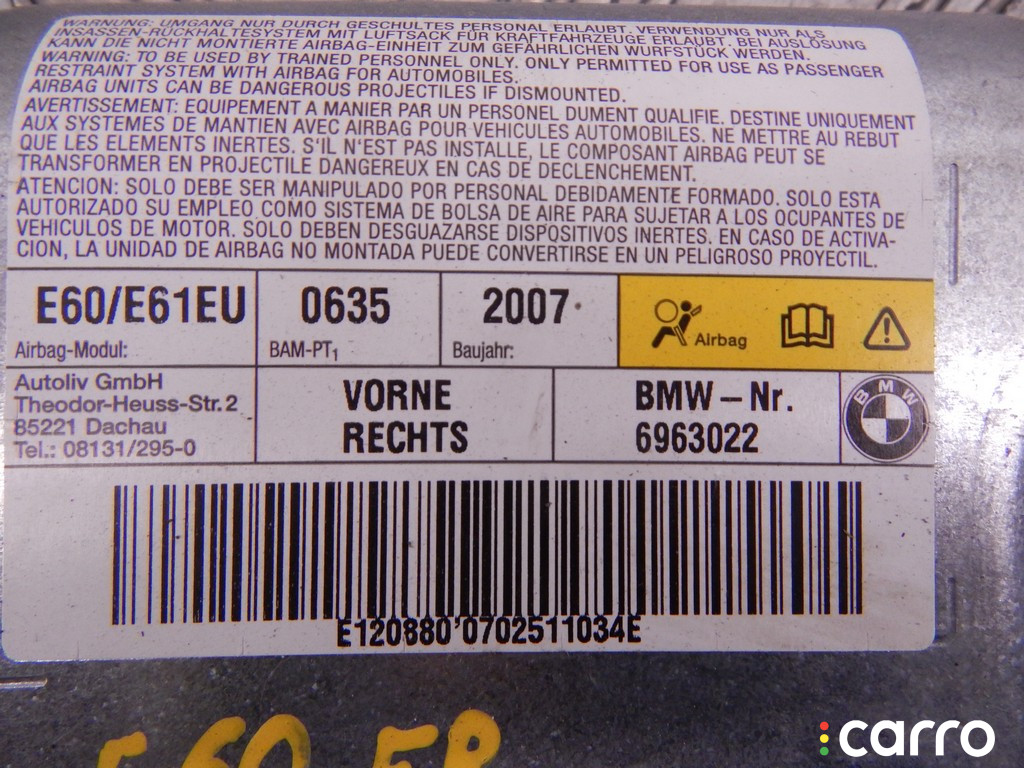 WARNUNG: UMGANG NUR DURCH GESCHULTES PERSONAL ERLAUBT. VERWENDUNG NUR ALS
INSASSEN-RÜCKHALTESYSTEM MIT LUFTSACK FÜR KRAFTFAHRZEUGE ERLAUBT. BEI AUSLÖSUNG
KANN DIE NICHT MONTIERTE AIRBAG-EINHEIT ZUM GEFÄHRLICHEN WURFSTÜCK WERDEN.
WARNING: TO BE USED BY TRAINED PERSONNEL ONLY. ONLY PERMITTED FOR USE AS PASSENGER
RESTRAINT SYSTEM WITH AIRBAG FOR AUTOMOBILES.
AIRBAG UNITS CAN BE DANGEROUS PROJECTILES IF DISMOUNTED.
AVERTISSEMENT: EQUIPEMENT A MANIER PAR UN PERSONEL DUMENT QUALIFIE. DESTINE UNIQUEMENT
AUX SYSTEMES DE MANTIEN AVEC AIRBAG POUR VEHICULES AUTOMOBILES. NE METTRE AU REBUT
QUE LES ELEMENTS INERTES. S'IL N'EST PAS INSTALLE, LE COMPOSANT AIRBAG PEUT SE
TRANSFORMER EN PROJECTILE DANGEREUX EN CAS DE DECLENCHEMENT.
ATENCION: SOLO DEBE SER MANIPULADO POR PERSONAL DEBIDAMENTE FORMADO. SOLO ESTA
AUTORIZADO SU EMPLEO COMO SISTEMA DE BOLSA DE AIRE PARA SUJETAR A LOS OCUPANTES DE
VEHICULOS DE MOTOR. SOLO DEBEN DESGUAZARSE DISPOSITIVOS INERTES. EN CASO DE ACTIVA-
CION, LA UNIDAD DE AIRBAG NO MONTADA PUEDE CONVERTIRSE EN UN PELIGROSO PROYECTIL.
E60/E61EU 0635 2007
Airbag
Airbag-Modul: BAM-PT1 Baujahr:
Autoliv GmbH
Theodor-Heuss-Str. 2
85221 Dachau
Tel.: 08131/295-0
VORNE
RECHTS
BMW-Nr.
6963022
BMW
E120880'0702511034E
E60 FR
carro